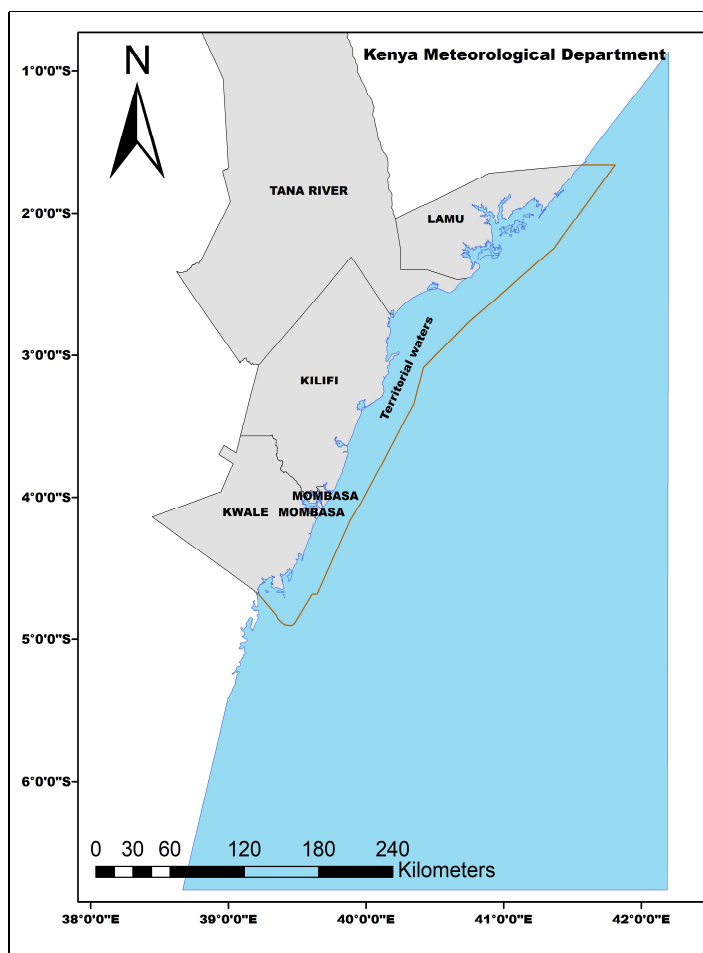 Kenya Meteorological Department
N
1°0'0"S
TANA RIVER
2°0'0"S
LAMU
3°0'0"S
Territorial waters
KILIFI
4°0'0"S
MOMBASA
KWALE MOMBASA
5°0'0"S
6°0'0"S
0 30 60 120 180 240
Kilometers
38°0'0"E 39°0'0"E 40°0'0"E 41°0'0"E 42°0'0"E